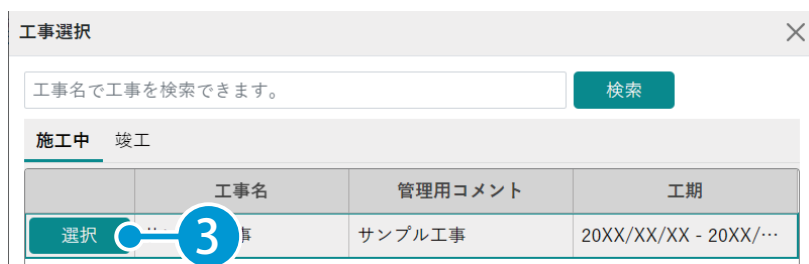 工事選択
工事名で工事を検索できます。 検索
施工中 竣工
工事名 管理用コメント 工期
選択 3 事 サンプル工事 20XX/XX/XX - 20XX/…